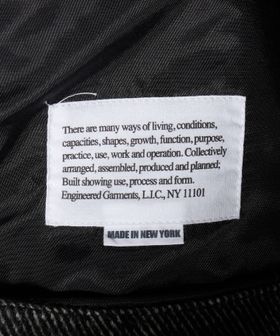 There are many ways of living, conditions,
capacities, shapes, growth, function, purpose,
practice, use, work and operation. Collectively
arranged, assembled, produced and planned;
Built showing use, process and form.
Engineered Garments, L.I.C., NY 11101
MADE IN NEW YORK